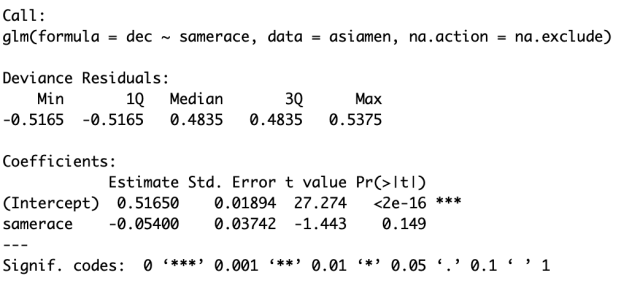 Call:
glm(formula = dec ~ samerace, data = asiamen, na.action = na.exclude)
Deviance Residuals:
Min 1Q Median 3Q Max
-0.5165 -0.5165 0.4835 0.4835 0.5375
Coefficients:
Estimate Std. Error t value Pr(>|t|)
(Intercept) 0.51650 0.01894 27.274 <2e-16 ***
samerace -0.05400 0.03742 -1.443 0.149
---
Signif. codes: 0 ‘***’ 0.001 ‘**’ 0.01 ‘*’ 0.05 ‘.’ 0.1 ‘ ’ 1